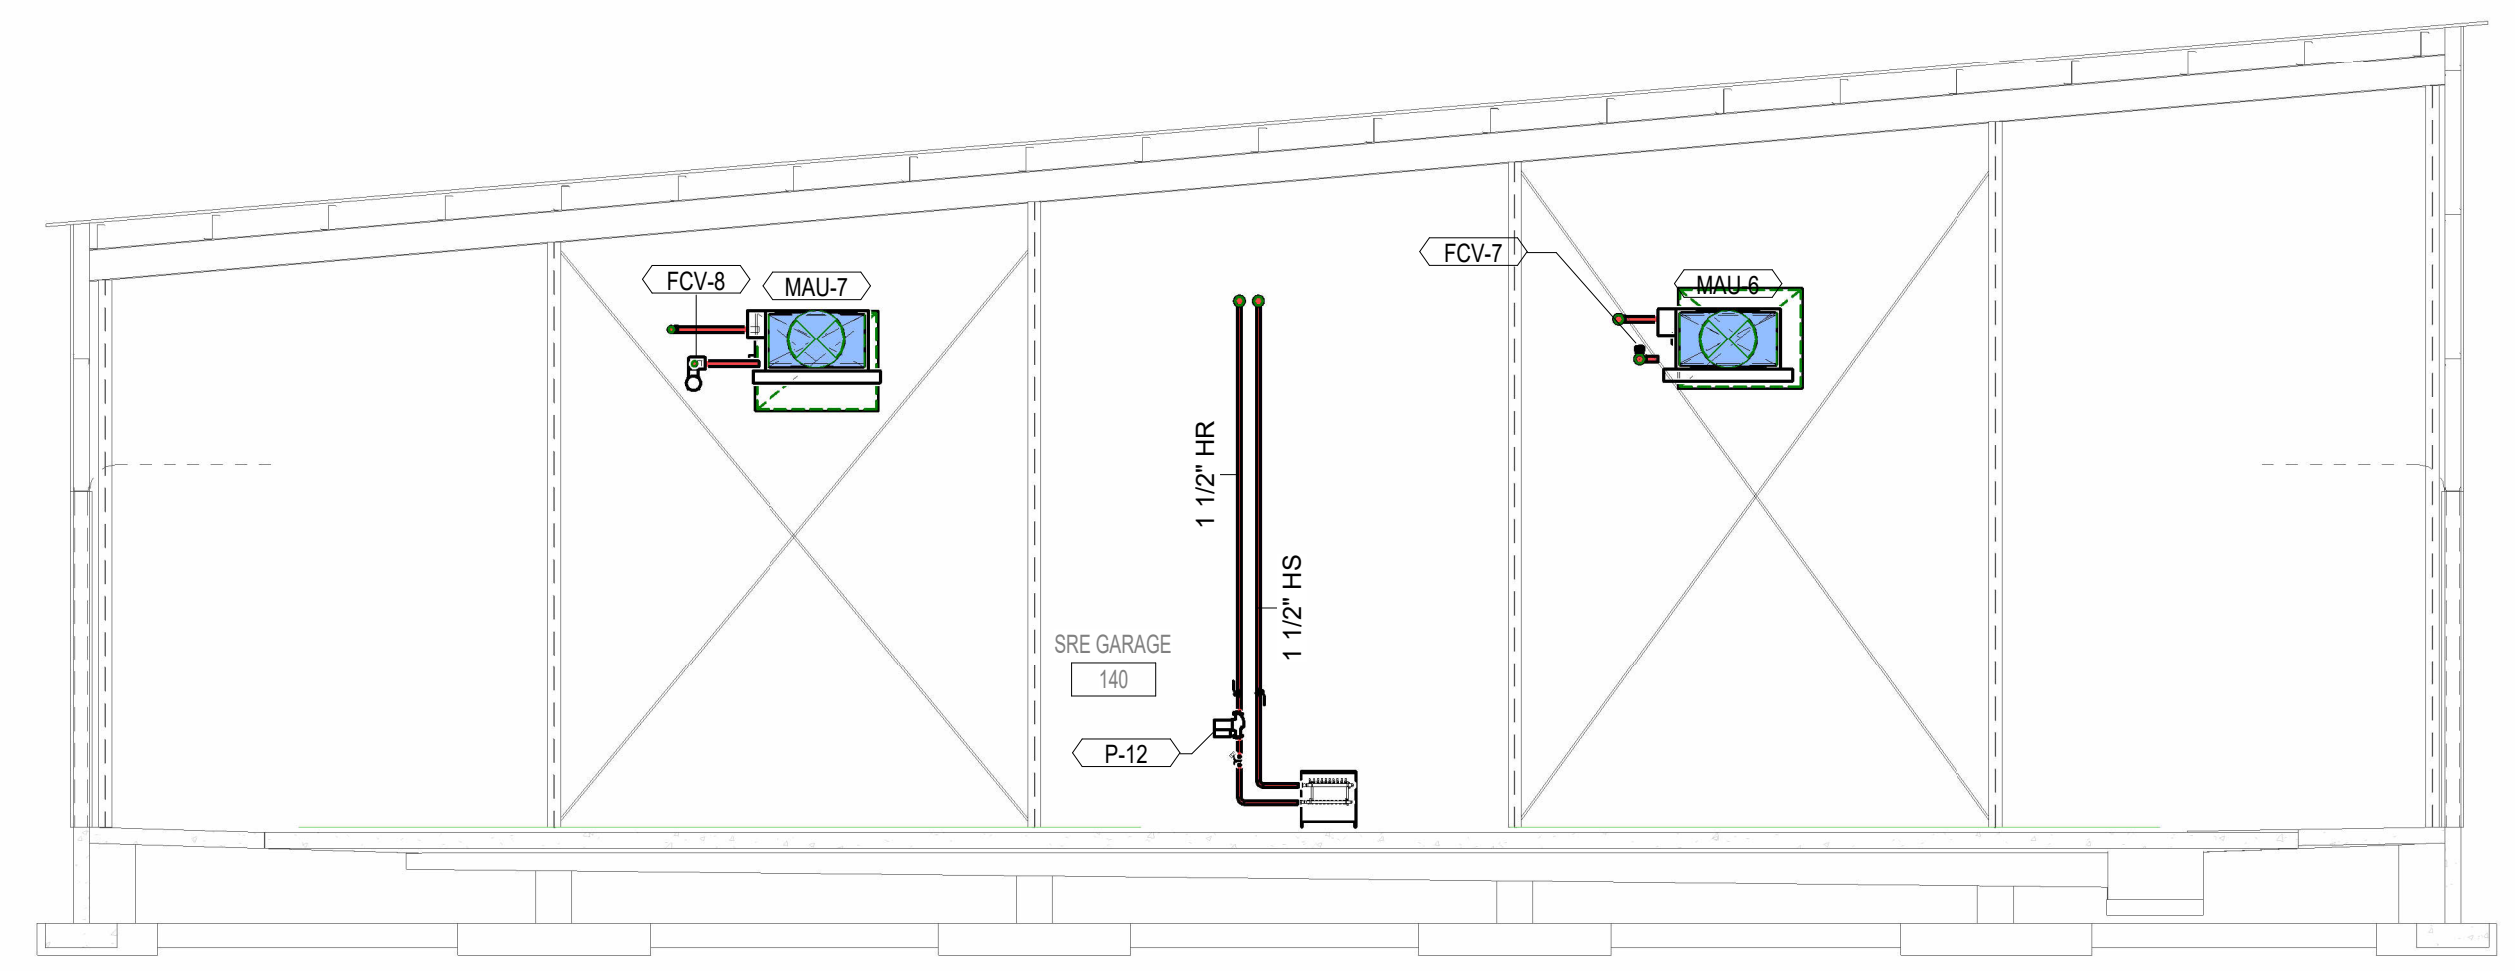 FCV-7
FCV-8
MAU-7
MAU-6
1 1/2" HR
1 1/2" HS
SRE GARAGE
140
P-12